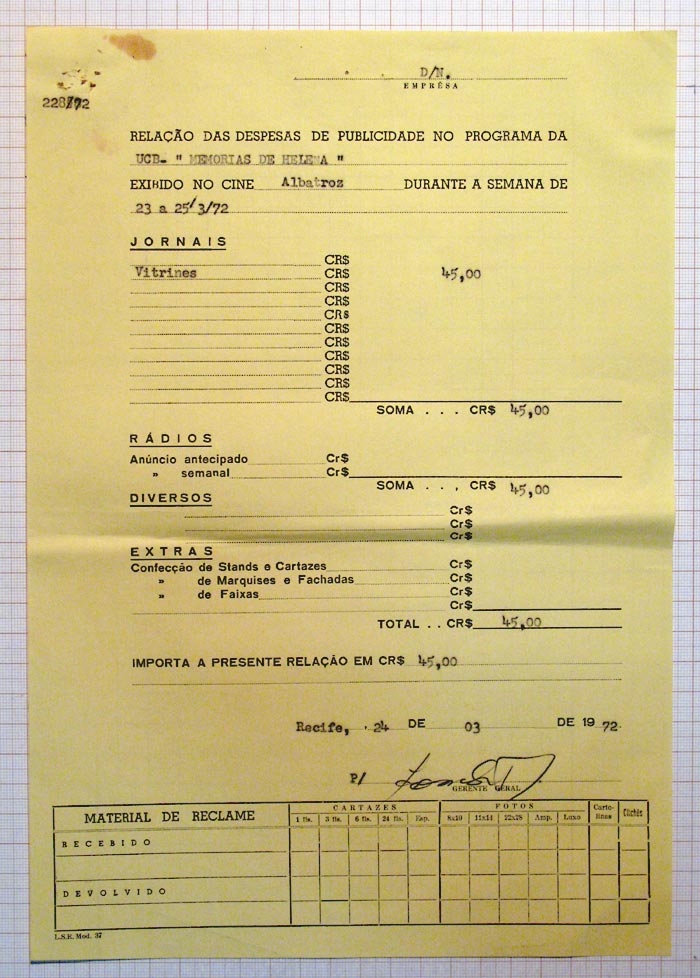 D/N.
EMPRÊSA
228/72
RELAÇÃO DAS DESPESAS DE PUBLICIDADE NO PROGRAMA DA
UCB- " MEMORIAS DE HELENA "
EXIBIDO NO CINE Albatroz DURANTE A SEMANA DE
23 a 25/3/72
JORNAIS
CR$
Vitrines CR$ 45,00
CR$
CR$
CR$
CR$
CR$
CR$
CR$
CR$
CR$
SOMA . . . CR$ 45,00
RÁDIOS
Anúncio antecipado Cr$
" semanal Cr$
SOMA . . , CR$ 45,00
DIVERSOS
Cr$
Cr$
Cr$
EXTRAS
Confecção de Stands e Cartazes Cr$
" de Marquises e Fachadas Cr$
" de Faixas Cr$
Cr$
TOTAL . . CR$ 45,00
IMPORTA A PRESENTE RELAÇÃO EM CR$ 45,00
Recife, 24 DE 03 DE 19 72
P/
GERENTE GERAL
MATERIAL DE RECLAME CARTAZES FOTOS Carto-linas Clichês
1 fls. 3 fls. 6 fls. 24 fls. Esp. 8x10 11x14 22x28 Amp. Luxo
RECEBIDO
DEVOLVIDO
L.S.R. Mod. 37